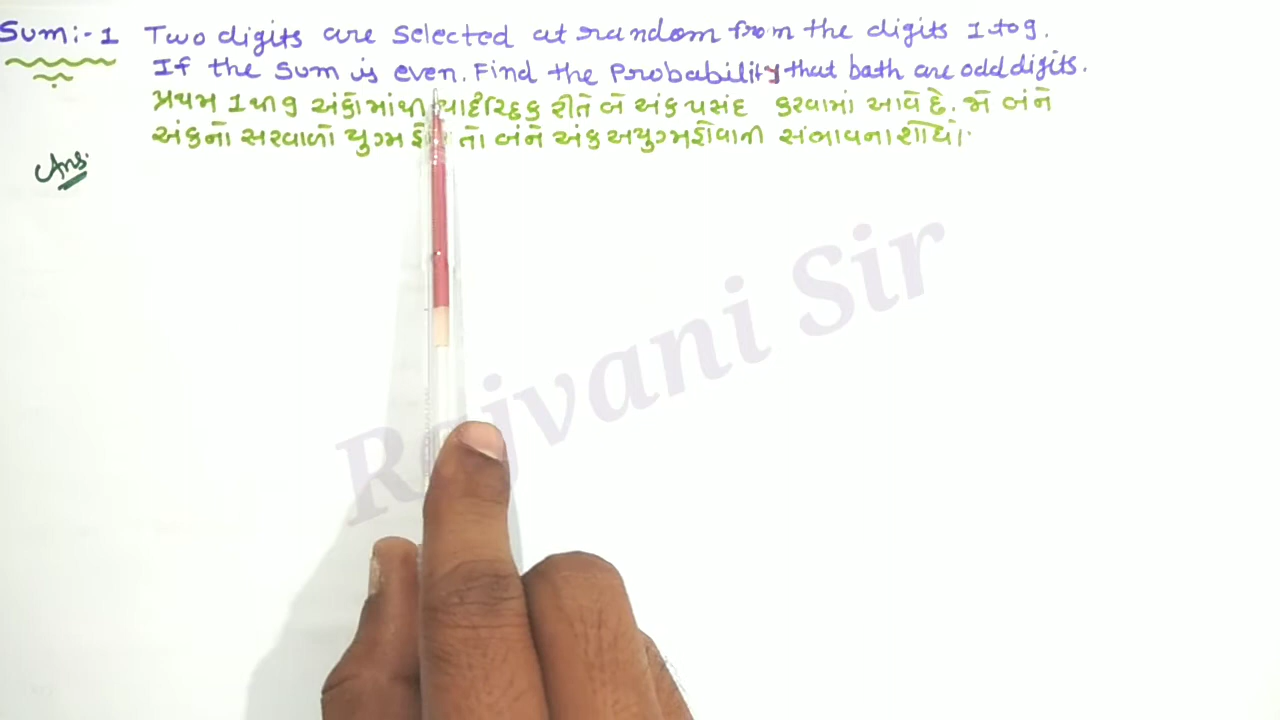 Sum:-1 Two digits are selected at random from the digits 1 to 9.
If the sum is even. Find the Probability that bath are odd digits.
પ્રથમ 1 થી 9 અંકોમાંથી યાદૃચ્છિક રીતે બે અંક પસંદ કરવામાં આવે છે. જો બંને
અંકનો સરવાળો યુગ્મ તો બંને અંક અયુગ્મ હોવાની સંભાવના શોધો.
Ans.
Rajvani Sir